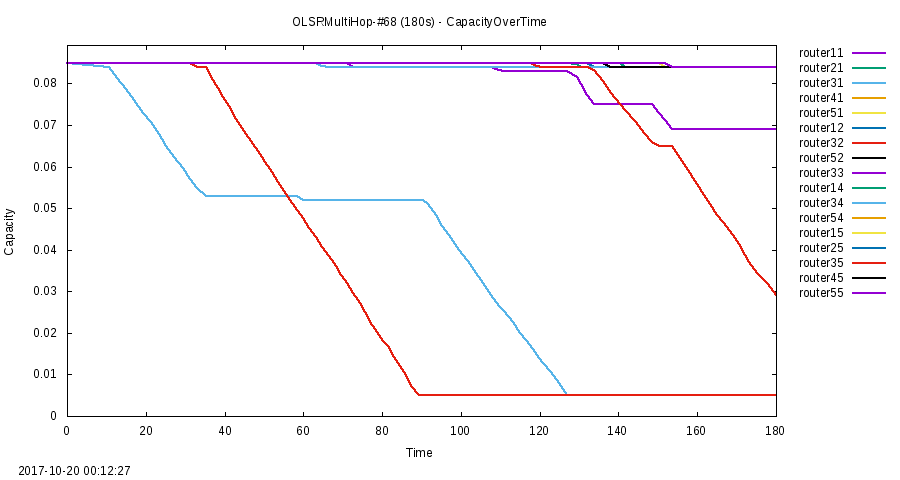 OLSRMultiHop-#68 (180s) - CapacityOverTime
Capacity
0.08
0.07
0.06
0.05
0.04
0.03
0.02
0.01
0
0 20 40 60 80 100 120 140 160 180
Time
router11
router21
router31
router41
router51
router12
router32
router52
router33
router14
router34
router54
router15
router25
router35
router45
router55
2017-10-20 00:12:27